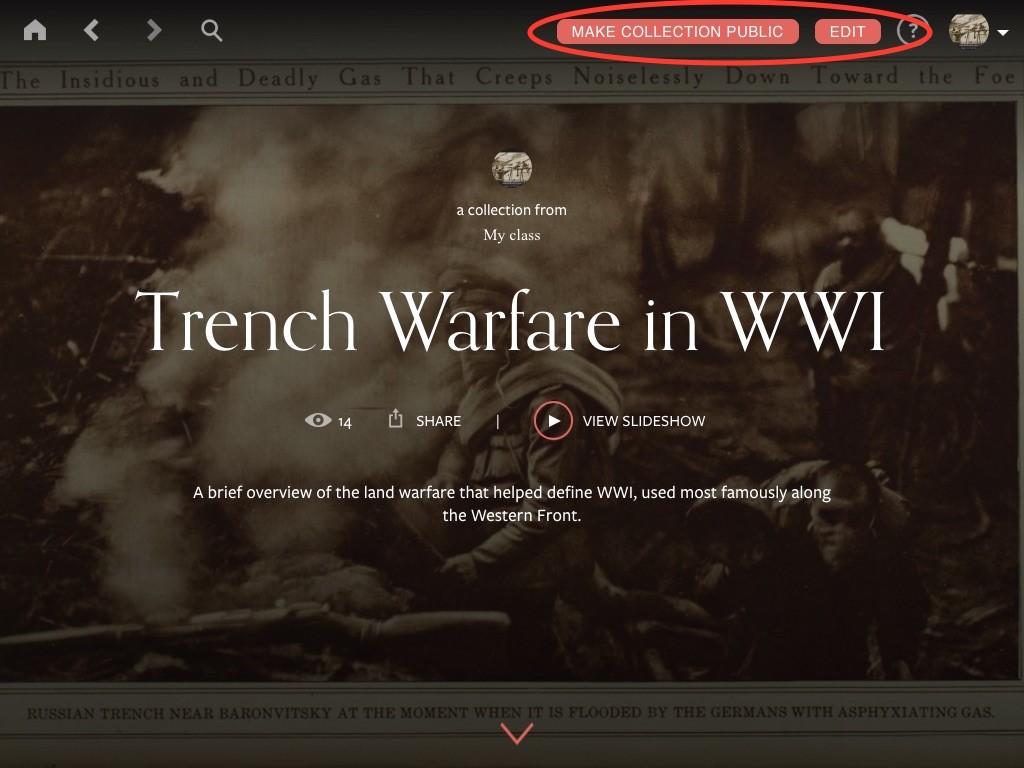 MAKE COLLECTION PUBLIC
EDIT
?
The Insidious and Deadly Gas That Creeps Noiselessly Down Toward the Foe
a collection from
My class
Trench Warfare in WWI
14
SHARE
|
VIEW SLIDESHOW
A brief overview of the land warfare that helped define WWI, used most famously along
the Western Front.
RUSSIAN TRENCH NEAR BARONVITSKY AT THE MOMENT WHEN IT IS FLOODED BY THE GERMANS WITH ASPHYXIATING GAS.